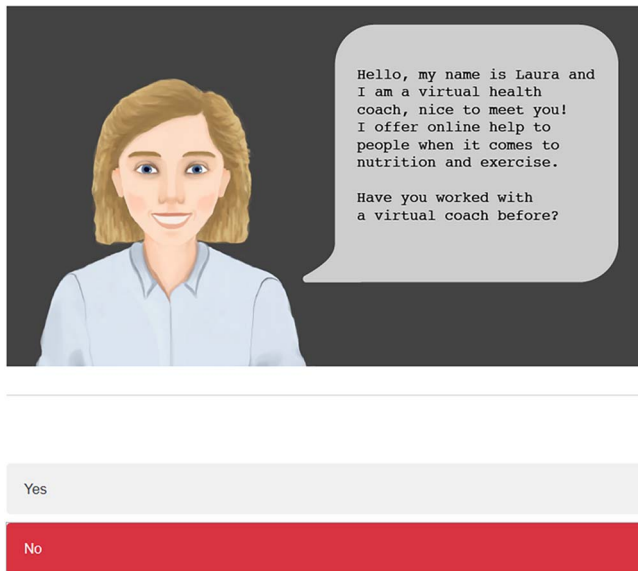 Hello, my name is Laura and
I am a virtual health
coach, nice to meet you!
I offer online help to
people when it comes to
nutrition and exercise.
Have you worked with
a virtual coach before?
Yes
No